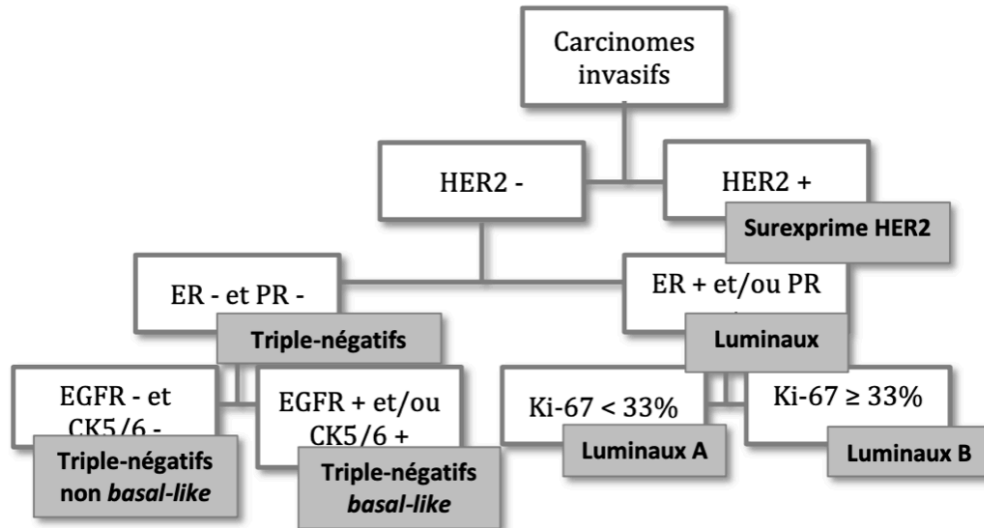 Carcinomes
invasifs
HER2 -
HER2 +
Surexprime HER2
ER - et PR -
Triple-négatifs
ER + et/ou PR
Luminaux
EGFR - et
CK5/6 -
Triple-négatifs
non basal-like
EGFR + et/ou
CK5/6 +
Triple-négatifs
basal-like
Ki-67 < 33%
Luminaux A
Ki-67 ≥ 33%
Luminaux B